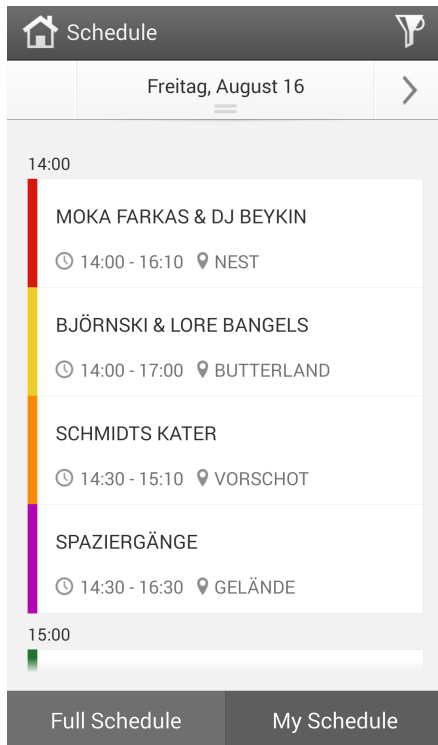 Schedule
Freitag, August 16
14:00
MOKA FARKAS & DJ BEYKIN
14:00 - 16:10 NEST
BJÖRNSKI & LORE BANGELS
14:00 - 17:00 BUTTERLAND
SCHMIDTS KATER
14:30 - 15:10 VORSCHOT
SPAZIERGÄNGE
14:30 - 16:30 GELÄNDE
15:00
Full Schedule My Schedule